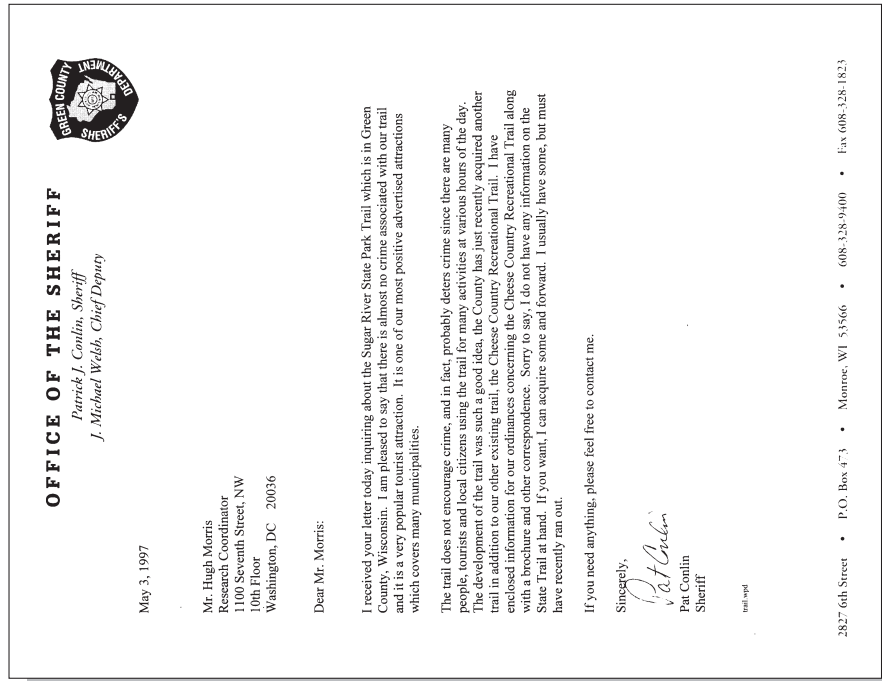 GREEN COUNTY
SHERIFF'S
DEPARTMENT
OFFICE OF THE SHERIFF
Patrick J. Conlin, Sheriff
J. Michael Welsh, Chief Deputy
May 3, 1997
Mr. Hugh Morris
Research Coordinator
1100 Seventh Street, NW
10th Floor
Washington, DC 20036
Dear Mr. Morris:
I received your letter today inquiring about the Sugar River State Park Trail which is in Green
County, Wisconsin. I am pleased to say that there is almost no crime associated with our trail
and it is a very popular tourist attraction. It is one of our most positive advertised attractions
which covers many municipalities.
The trail does not encourage crime, and in fact, probably deters crime since there are many
people, tourists and local citizens using the trail for many activities at various hours of the day.
The development of the trail was such a good idea, the County has just recently acquired another
trail in addition to our other existing trail, the Cheese Country Recreational Trail. I have
enclosed information for our ordinances concerning the Cheese Country Recreational Trail along
with a brochure and other correspondence. Sorry to say, I do not have any information on the
State Trail at hand. If you want, I can acquire some and forward. I usually have some, but must
have recently ran out.
If you need anything, please feel free to contact me.
Sincerely,
Pat Conlin
Pat Conlin
Sheriff
trail.wpd
2827 6th Street • P.O. Box 473 • Monroe, WI 53566 • 608-328-9400 • Fax 608-328-1823